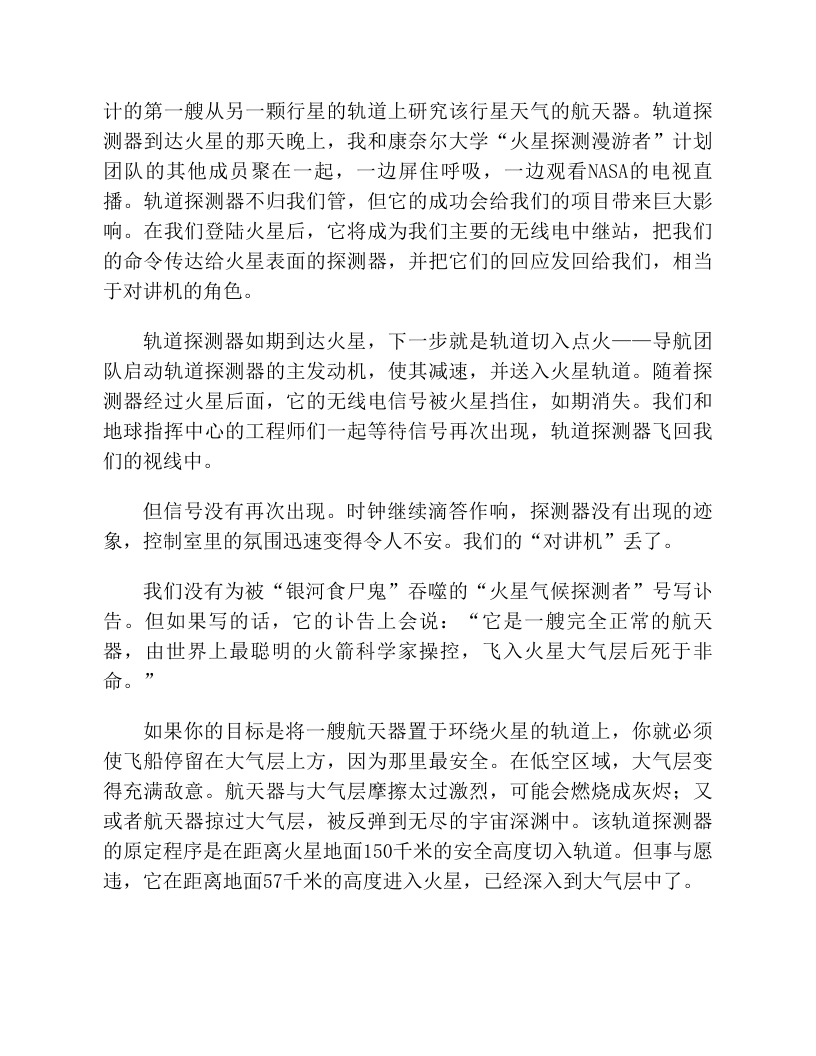 计的第一艘从另一颗行星的轨道上研究该行星天气的航天器。轨道探
测器到达火星的那天晚上，我和康奈尔大学“火星探测漫游者”计划
团队的其他成员聚在一起，一边屏住呼吸，一边观看NASA的电视直
播。轨道探测器不归我们管，但它的成功会给我们的项目带来巨大影
响。在我们登陆火星后，它将成为我们主要的无线电中继站，把我们
的命令传达给火星表面的探测器，并把它们的回应发回给我们，相当
于对讲机的角色。
轨道探测器如期到达火星，下一步就是轨道切入点火——导航团
队启动轨道探测器的主发动机，使其减速，并送入火星轨道。随着探
测器经过火星后面，它的无线电信号被火星挡住，如期消失。我们和
地球指挥中心的工程师们一起等待信号再次出现，轨道探测器飞回我
们的视线中。
但信号没有再次出现。时钟继续滴答作响，探测器没有出现的迹
象，控制室里的氛围迅速变得令人不安。我们的“对讲机”丢了。
我们没有为被“银河食尸鬼”吞噬的“火星气候探测者”号写讣
告。但如果写的话，它的讣告上会说：“它是一艘完全正常的航天
器，由世界上最聪明的火箭科学家操控，飞入火星大气层后死于非
命。”
如果你的目标是将一艘航天器置于环绕火星的轨道上，你就必须
使飞船停留在大气层上方，因为那里最安全。在低空区域，大气层变
得充满敌意。航天器与大气层摩擦太过激烈，可能会燃烧成灰烬；又
或者航天器掠过大气层，被反弹到无尽的宇宙深渊中。该轨道探测器
的原定程序是在距离火星地面150千米的安全高度切入轨道。但事与愿
违，它在距离地面57千米的高度进入火星，已经深入到大气层中了。